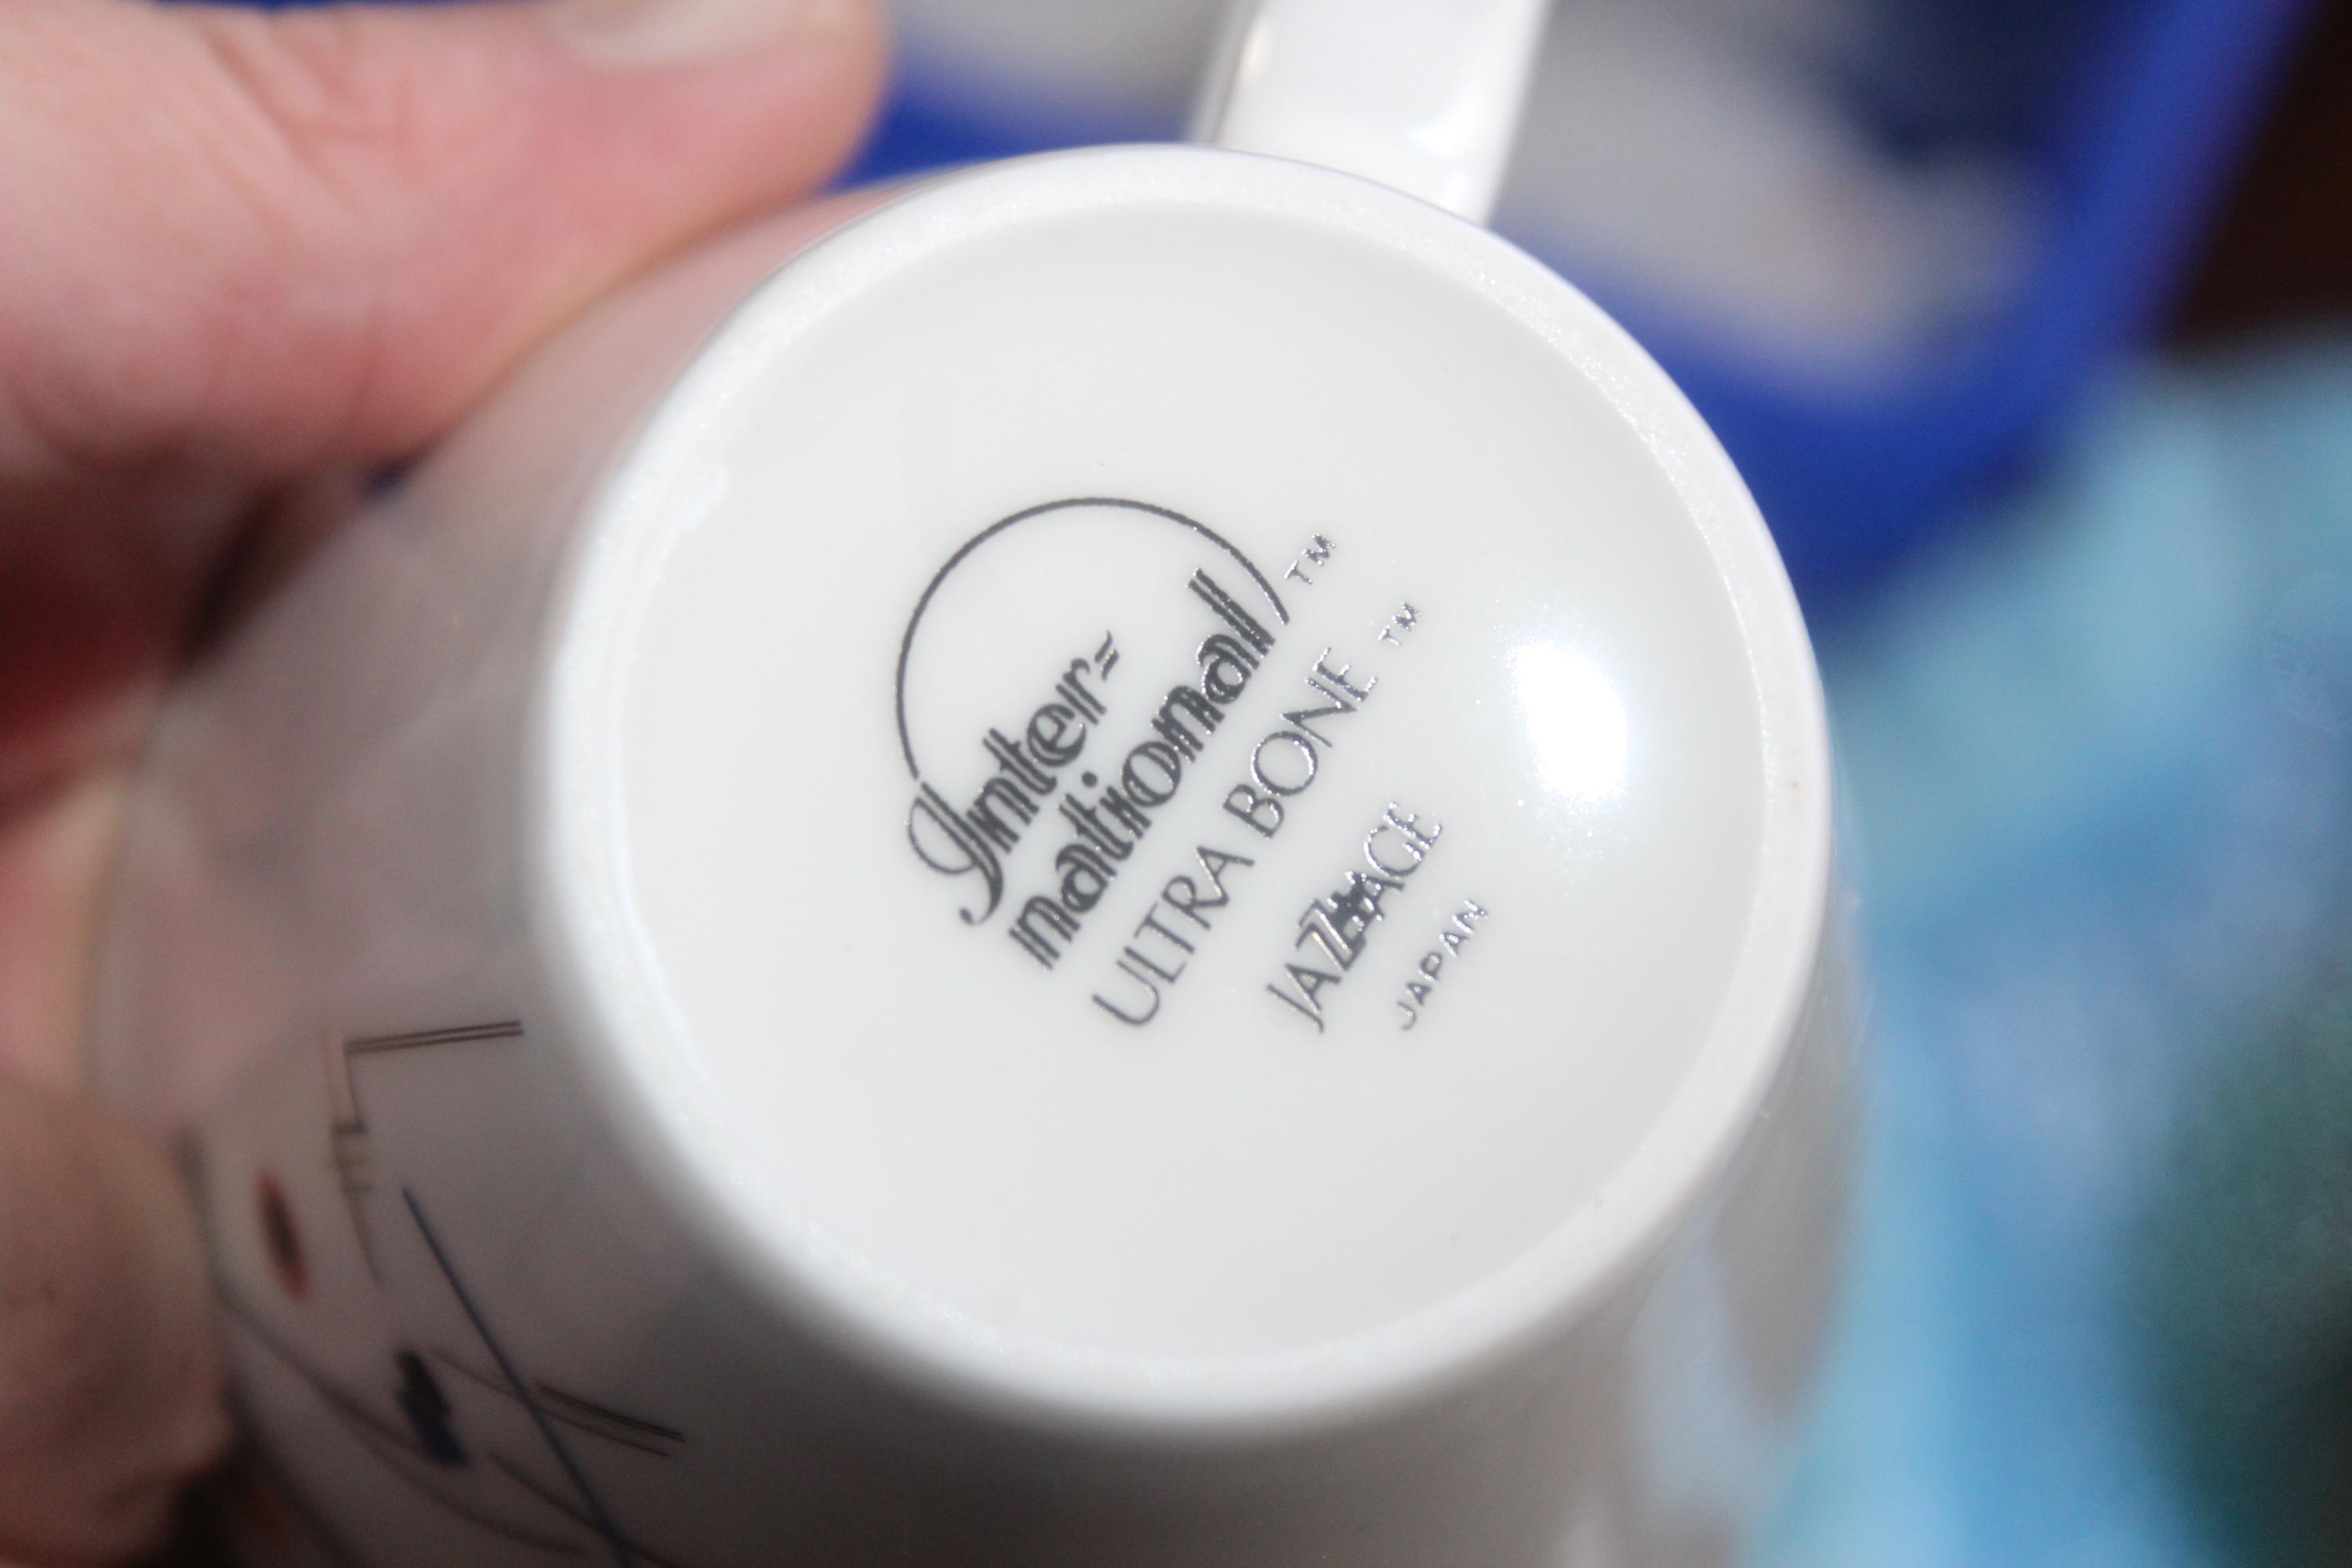 Inter=
national™
ULTRA BONE™
JAZZ AGE
JAPAN